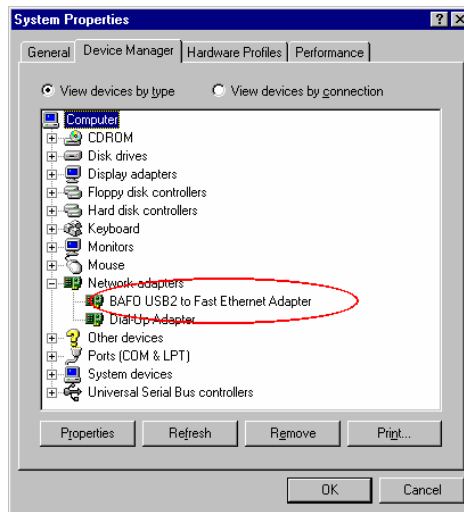 System Properties
General Device Manager Hardware Profiles Performance
View devices by type View devices by connection
Computer
CDROM
Disk drives
Display adapters
Floppy disk controllers
Hard disk controllers
Keyboard
Monitors
Mouse
Network adapters
BAFO USB2 to Fast Ethernet Adapter
Dial-Up Adapter
Other devices
Ports (COM & LPT)
System devices
Universal Serial Bus controllers
Properties Refresh Remove Print...
OK Cancel